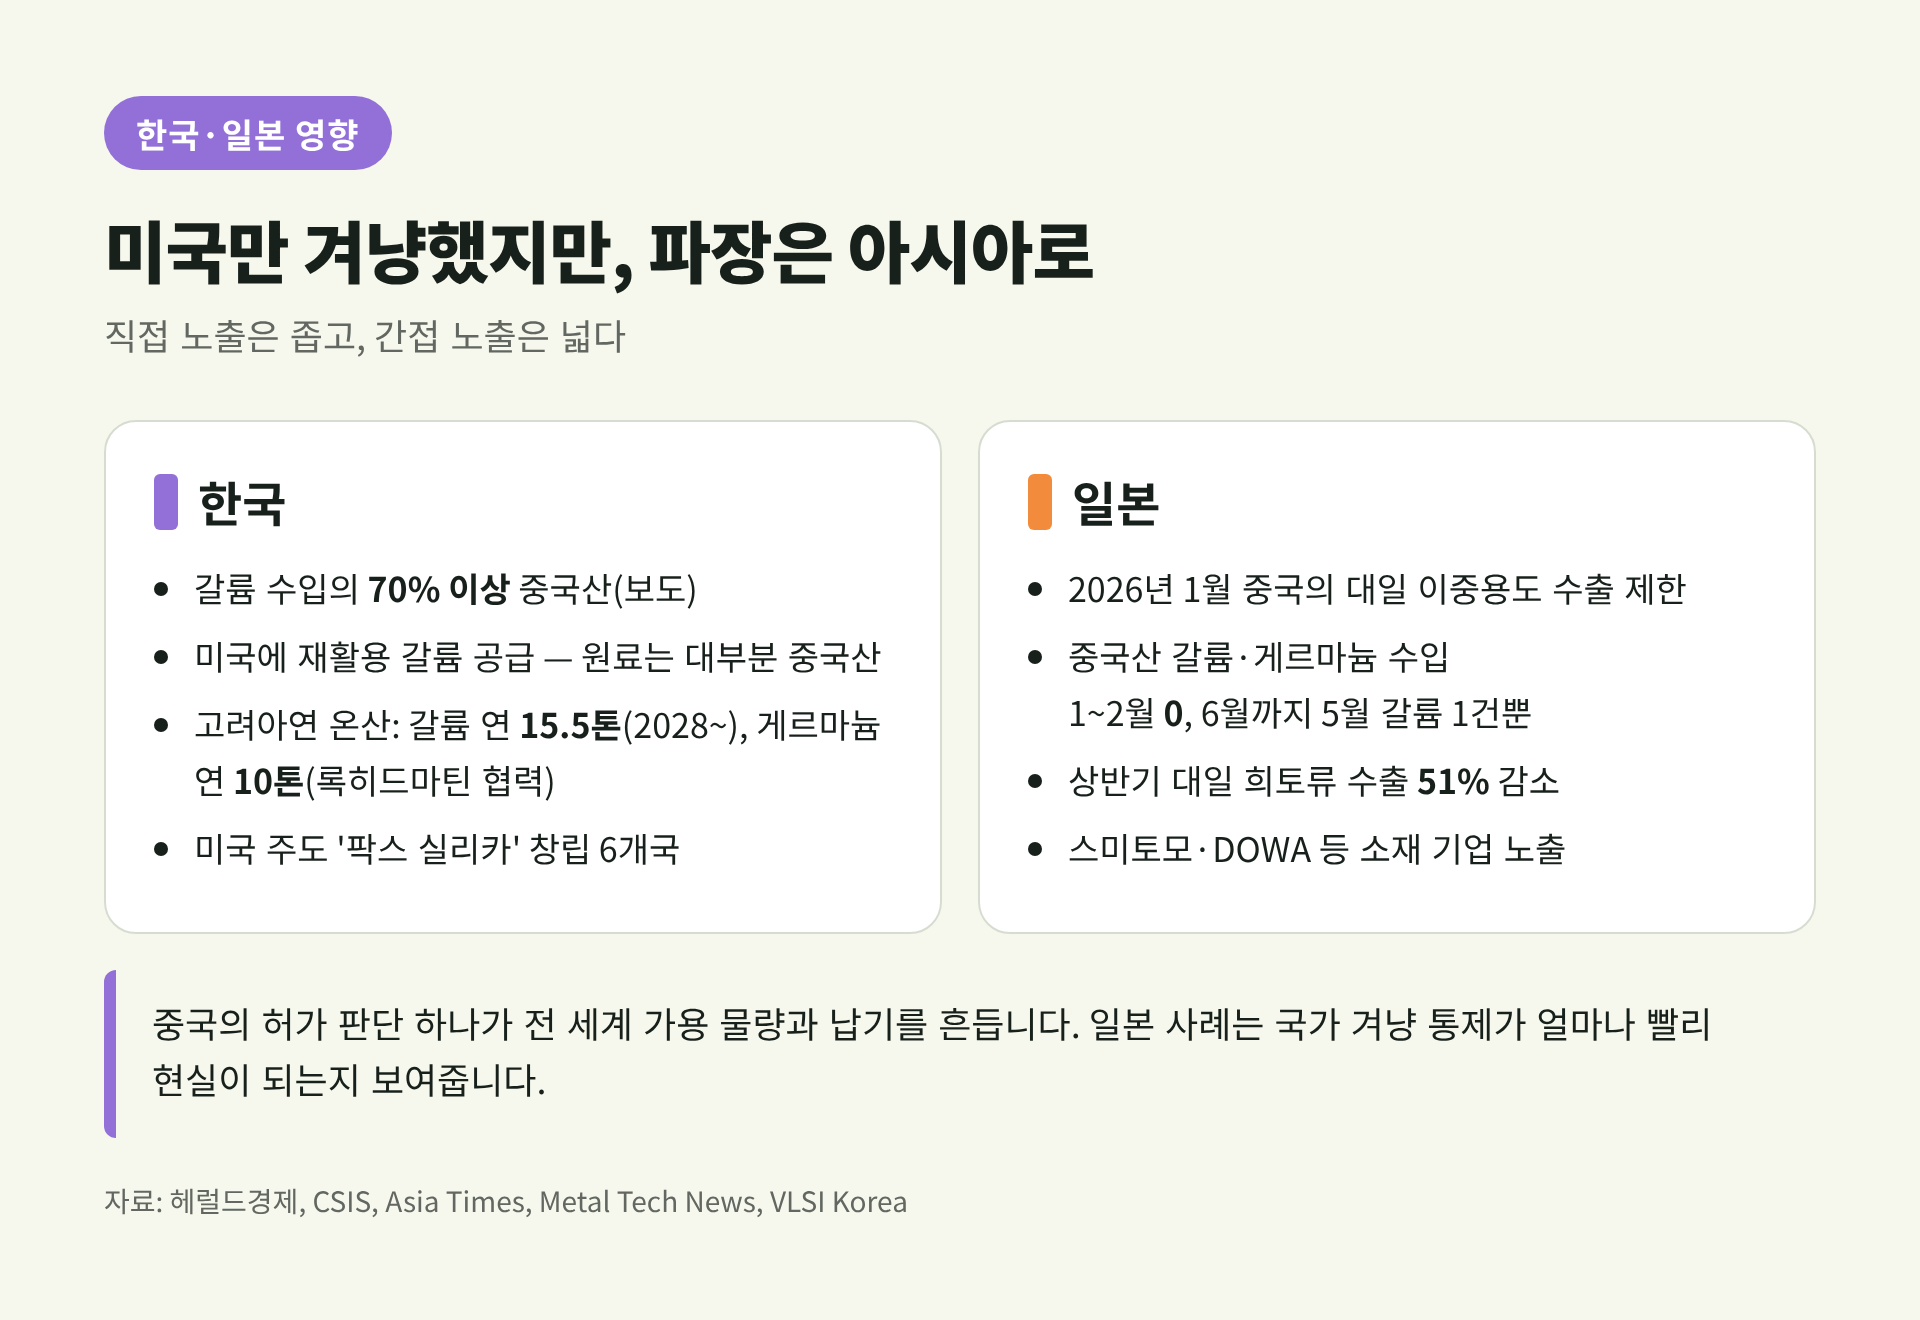 한국·일본 영향
미국만 겨냥했지만, 파장은 아시아로
직접 노출은 좁고, 간접 노출은 넓다
한국
갈륨 수입의 70% 이상 중국산(보도)
미국에 재활용 갈륨 공급 — 원료는 대부분 중국산
고려아연 온산: 갈륨 연 15.5톤(2028~), 게르마늄
연 10톤(록히드마틴 협력)
미국 주도 '팍스 실리카' 창립 6개국
일본
2026년 1월 중국의 대일 이중용도 수출 제한
중국산 갈륨·게르마늄 수입
1~2월 0, 6월까지 5월 갈륨 1건뿐
상반기 대일 희토류 수출 51% 감소
스미토모·DOWA 등 소재 기업 노출
중국의 허가 판단 하나가 전 세계 가용 물량과 납기를 흔듭니다. 일본 사례는 국가 겨냥 통제가 얼마나 빨리
현실이 되는지 보여줍니다.
자료: 헤럴드경제, CSIS, Asia Times, Metal Tech News, VLSI Korea